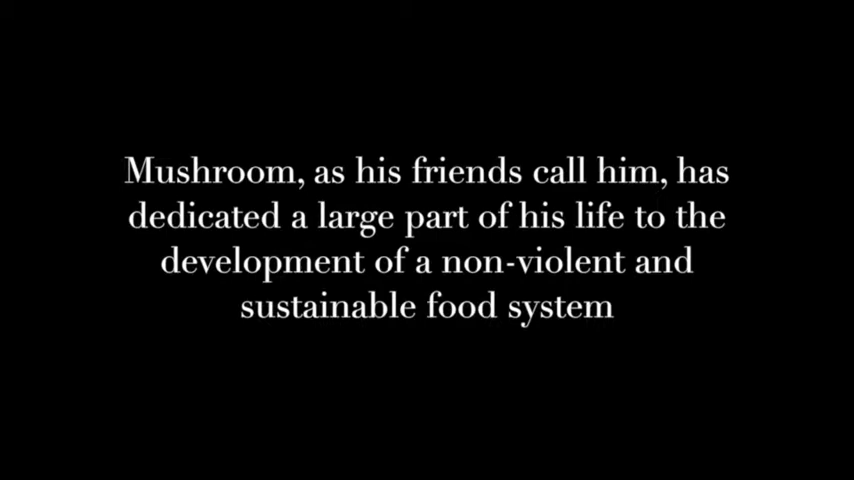 Mushroom, as his friends call him, has
dedicated a large part of his life to the
development of a non-violent and
sustainable food system